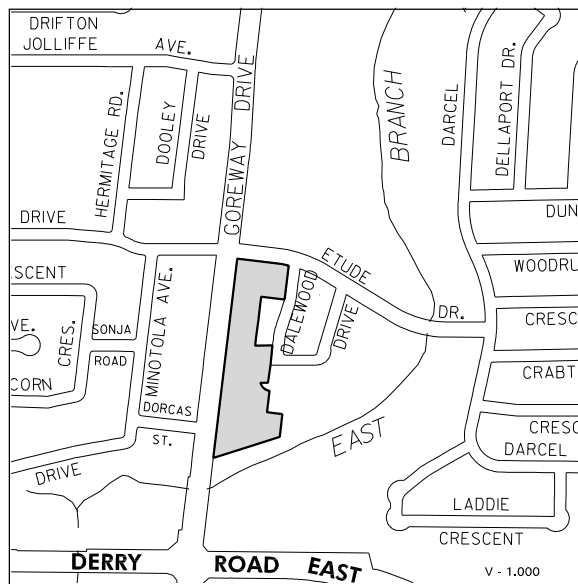 DRIFTON
JOLLIFFE AVE.
HERMITAGE RD.
DOOLEY
DRIVE
GOREWAY DRIVE
BRANCH
DARCEL
DELLAPORT DR.
DRIVE
DUN
SCENT
MINOTOLA AVE.
ETUDE
DR.
WOODRU
VE.
CRES.
SONJA
ROAD
DALEWOOD
DRIVE
CRESC
CORN
DORCAS
ST.
CRABT
EAST
CRESC
DARCEL
DRIVE
LADDIE
CRESCENT
DERRY ROAD EAST
V - 1,000